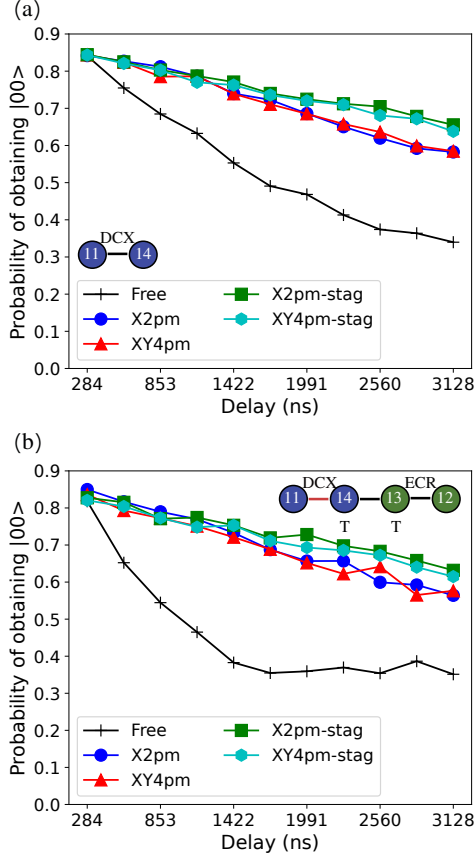 (a)
0.9
0.8
0.7
0.6
0.5
0.4
0.3
0.2
0.1
0.0
Probability of obtaining |00>
DCX
11 14
Free
X2pm
XY4pm
X2pm-stag
XY4pm-stag
284 853 1422 1991 2560 3128
Delay (ns)
(b)
0.9
0.8
0.7
0.6
0.5
0.4
0.3
0.2
0.1
0.0
Probability of obtaining |00>
DCX ECR
11 14 13 12
T T
Free
X2pm
XY4pm
X2pm-stag
XY4pm-stag
284 853 1422 1991 2560 3128
Delay (ns)